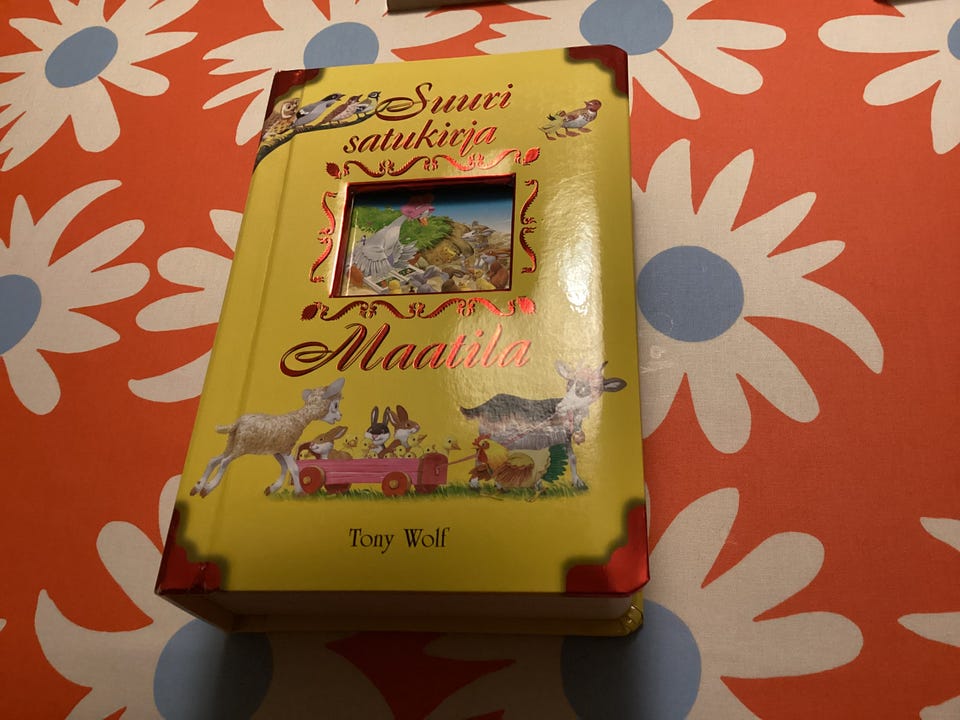 Suuri
satukirja
Maatila
Tony Wolf